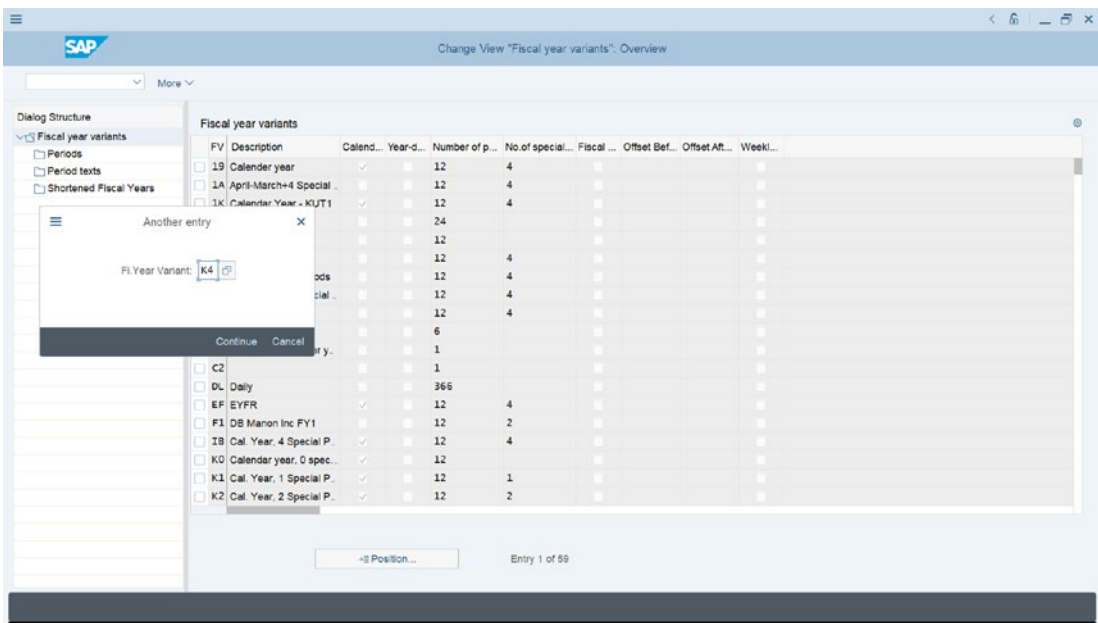 Change View "Fiscal year variants": Overview
SAP
More
Dialog Structure
Fiscal year variants
Periods
Period texts
Shortened Fiscal Years
Fiscal year variants
FV Description Calend... Year-d... Number of p... No.of special... Fiscal ... Offset Bef... Offset Aft... Weekl...
19 Calender year 12 4
1A April-March+4 Special .. 12 4
1K Calendar Year - KUT1 12 4
24
12
12 4
ods 12 4
cial .. 12 4
12 4
6
ar y.. 1
C2 1
DL Daily 366
EF EYFR 12 4
F1 DB Manon Inc FY1 12 2
IB Cal. Year, 4 Special P.. 12 4
K0 Calendar year, 0 spec... 12
K1 Cal. Year, 1 Special P.. 12 1
K2 Cal. Year, 2 Special P.. 12 2
Another entry
Fi.Year Variant: K4
Continue Cancel
Position... Entry 1 of 59